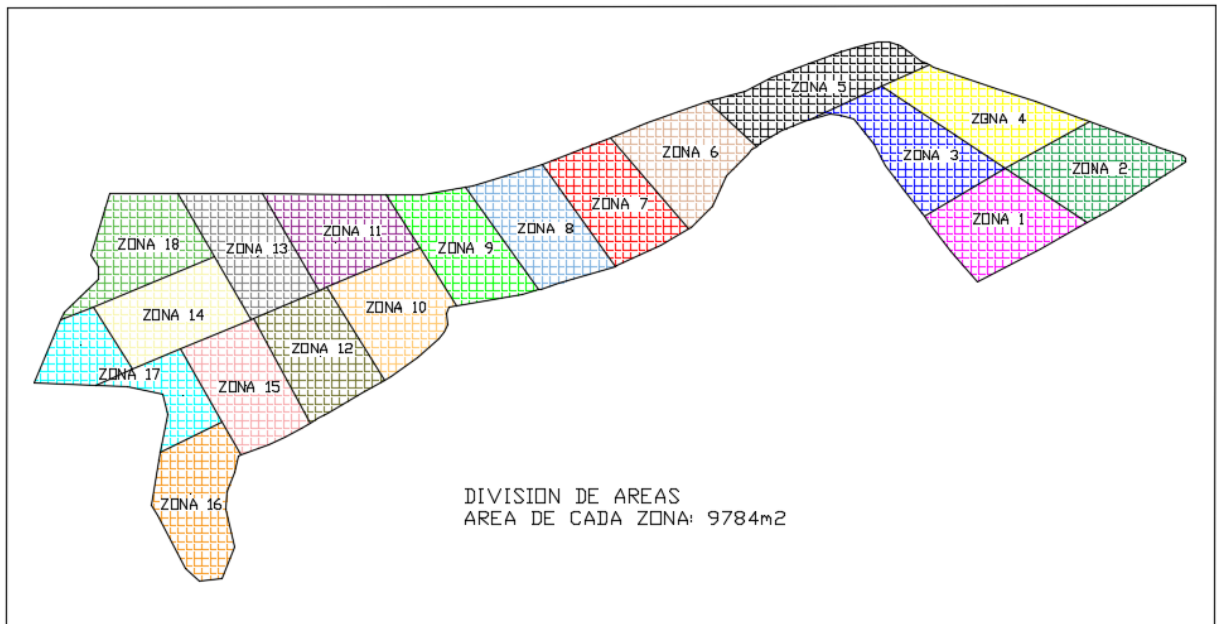 ZONA 5
ZONA 4
ZONA 6
ZONA 3
ZONA 2
ZONA 7
ZONA 1
ZONA 8
ZONA 11
ZONA 18
ZONA 13
ZONA 9
ZONA 10
ZONA 14
ZONA 12
ZONA 17
ZONA 15
ZONA 16
DIVISION DE AREAS
AREA DE CADA ZONA: 9784m2